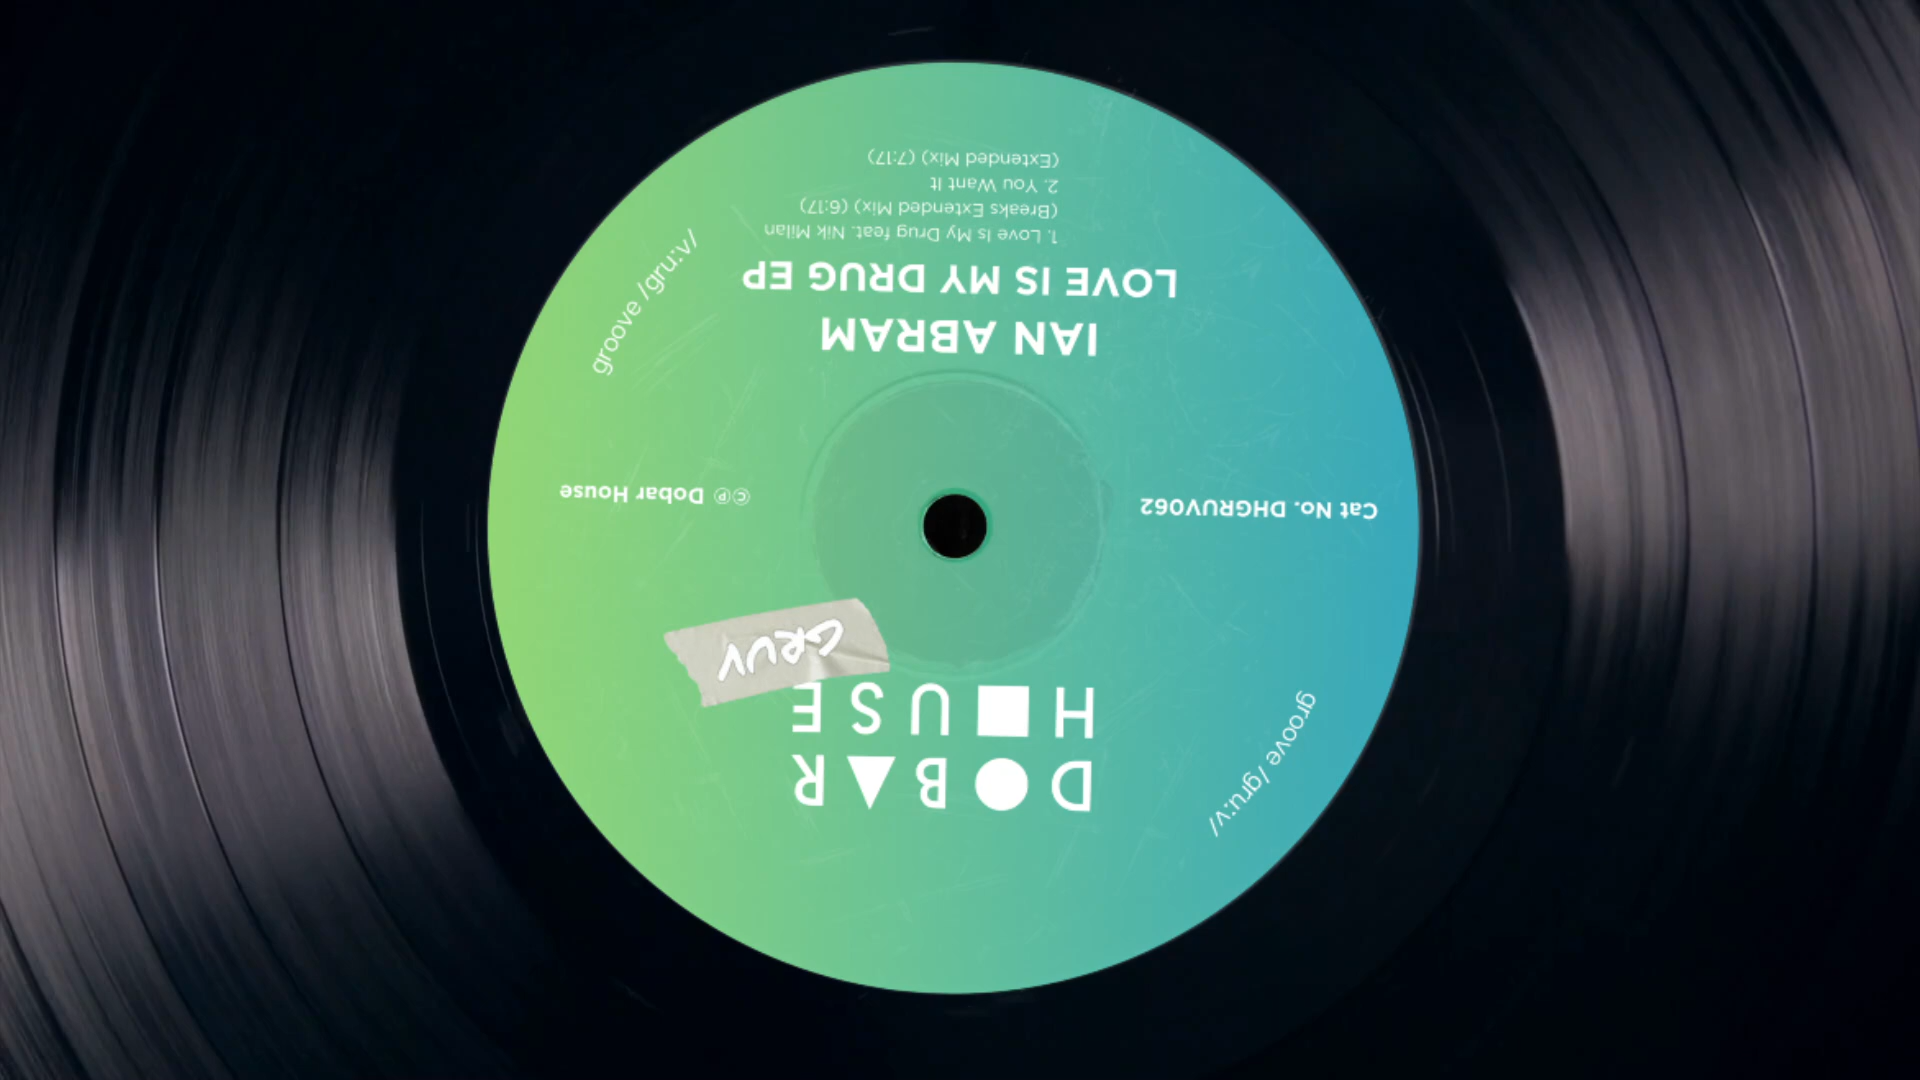 DOBAR
HOUSE
GRUV
groove /gru:v/
Cat No. DHGRUV062
©℗ Dobar House
IAN ABRAM
LOVE IS MY DRUG EP
1. Love Is My Drug feat. Nik Milan
(Breaks Extended Mix) (6:17)
2. You Want It
(Extended Mix) (7:17)
groove /gru:v/